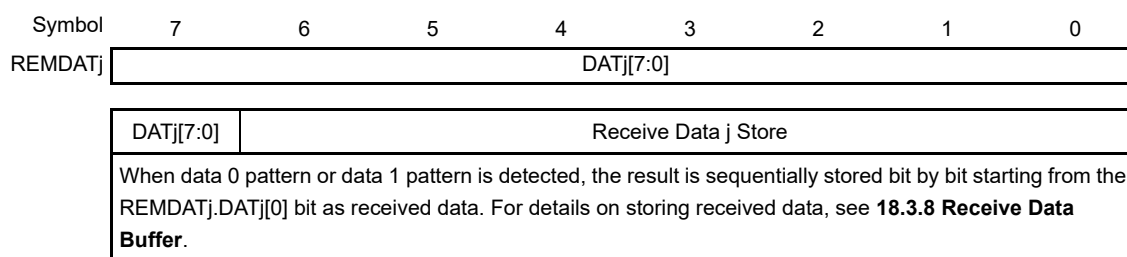 Symbol 7 6 5 4 3 2 1 0
REMDATj DATj[7:0]
DATj[7:0] Receive Data j Store
When data 0 pattern or data 1 pattern is detected, the result is sequentially stored bit by bit starting from the
REMDATj.DATj[0] bit as received data. For details on storing received data, see 18.3.8 Receive Data
Buffer.